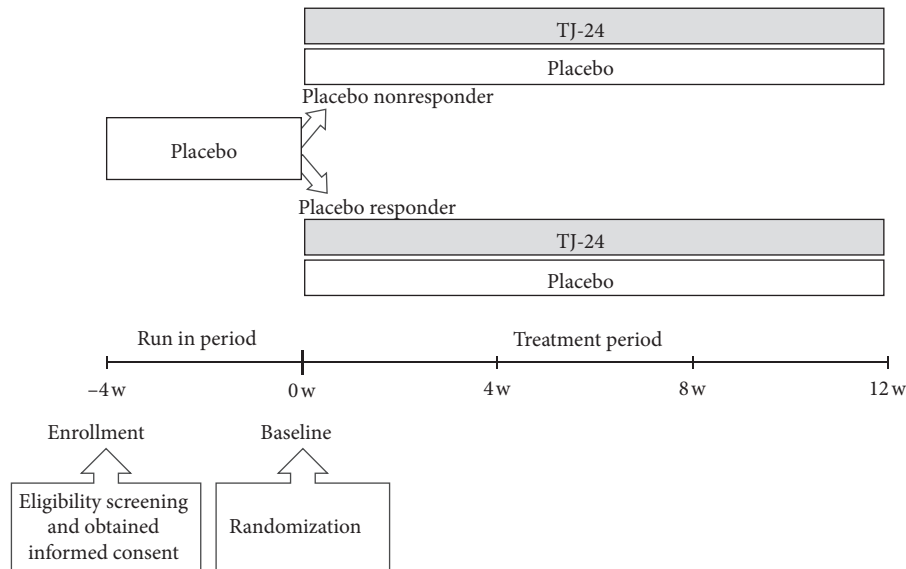 TJ-24
Placebo
Placebo nonresponder
Placebo
Placebo responder
TJ-24
Placebo
Run in period
Treatment period
–4 w
0 w
4 w
8 w
12 w
Enrollment
Baseline
Eligibility screening
and obtained
informed consent
Randomization